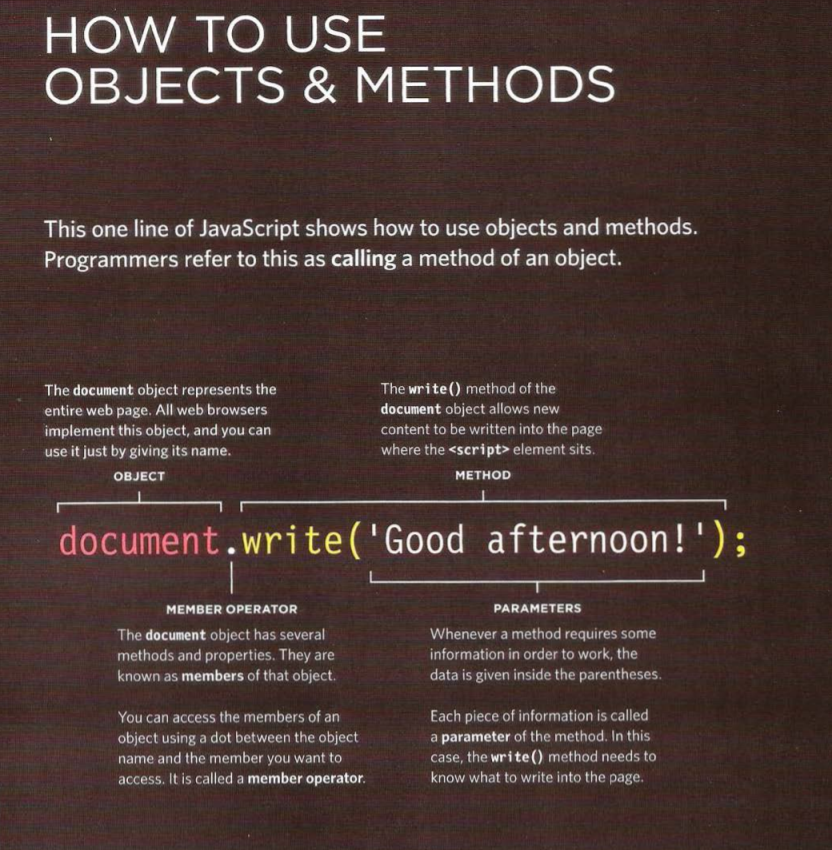 HOW TO USE
OBJECTS & METHODS
This one line of JavaScript shows how to use objects and methods.
Programmers refer to this as calling a method of an object.
The document object represents the
entire web page. All web browsers
implement this object, and you can
use it just by giving its name.
OBJECT
The write() method of the
document object allows new
content to be written into the page
where the <script> element sits.
METHOD
document.write('Good afternoon!');
MEMBER OPERATOR
The document object has several
methods and properties. They are
known as members of that object.
You can access the members of an
object using a dot between the object
name and the member you want to
access. It is called a member operator.
PARAMETERS
Whenever a method requires some
information in order to work, the
data is given inside the parentheses.
Each piece of information is called
a parameter of the method. In this
case, the write() method needs to
know what to write into the page.